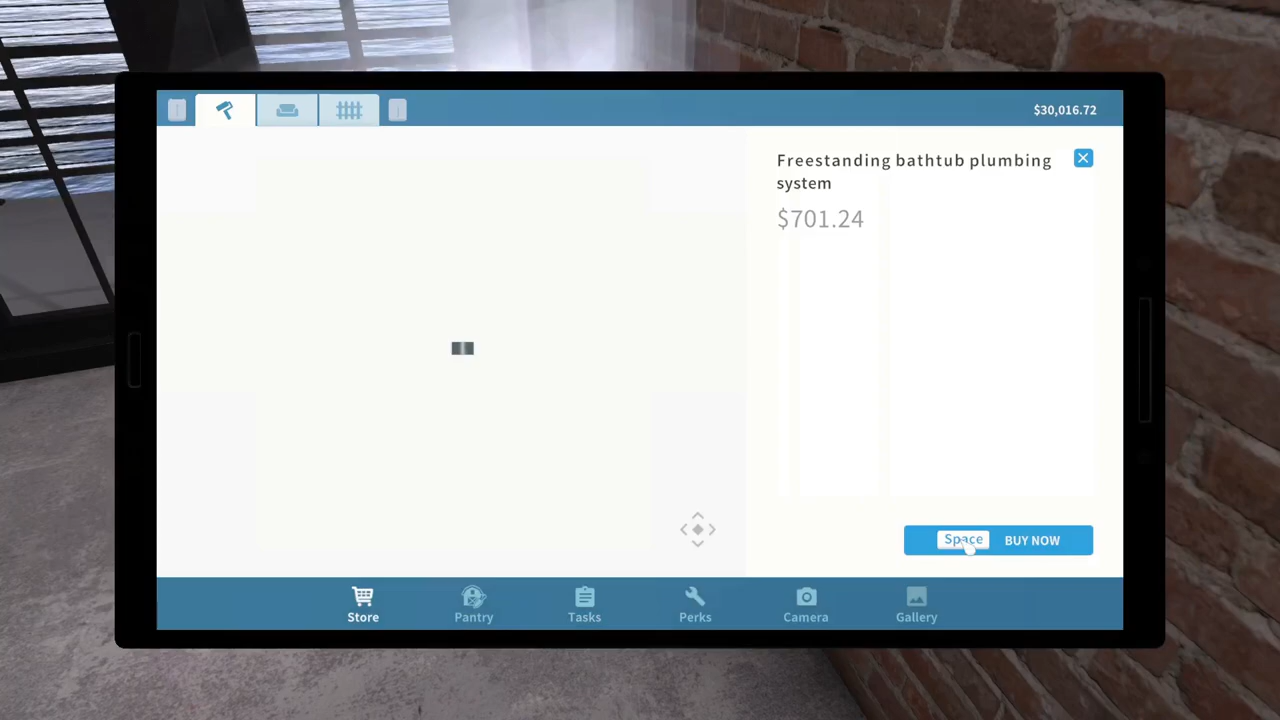 $30,016.72
Freestanding bathtub plumbing
system
$701.24
Space BUY NOW
Store Pantry Tasks Perks Camera Gallery